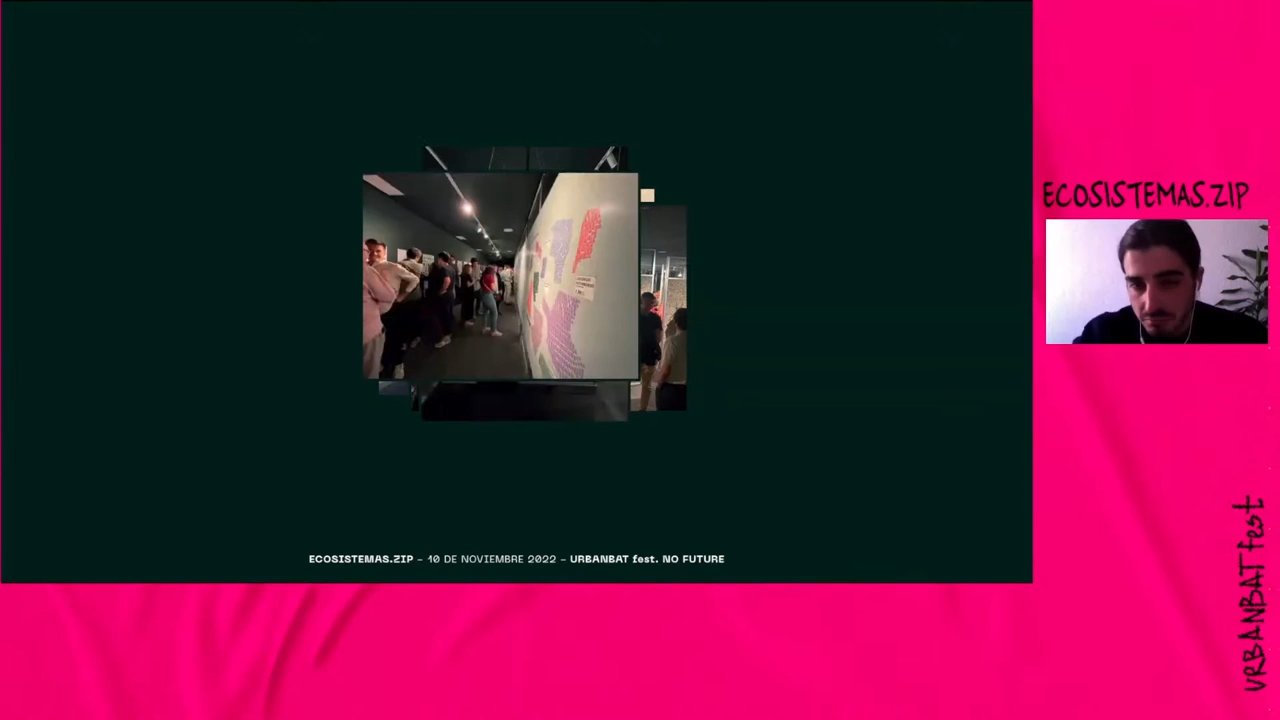 ECOSISTEMAS.ZIP
ECOSISTEMAS.ZIP – 10 DE NOVIEMBRE 2022 – URBANBAT fest. NO FUTURE
URBANBAT fest